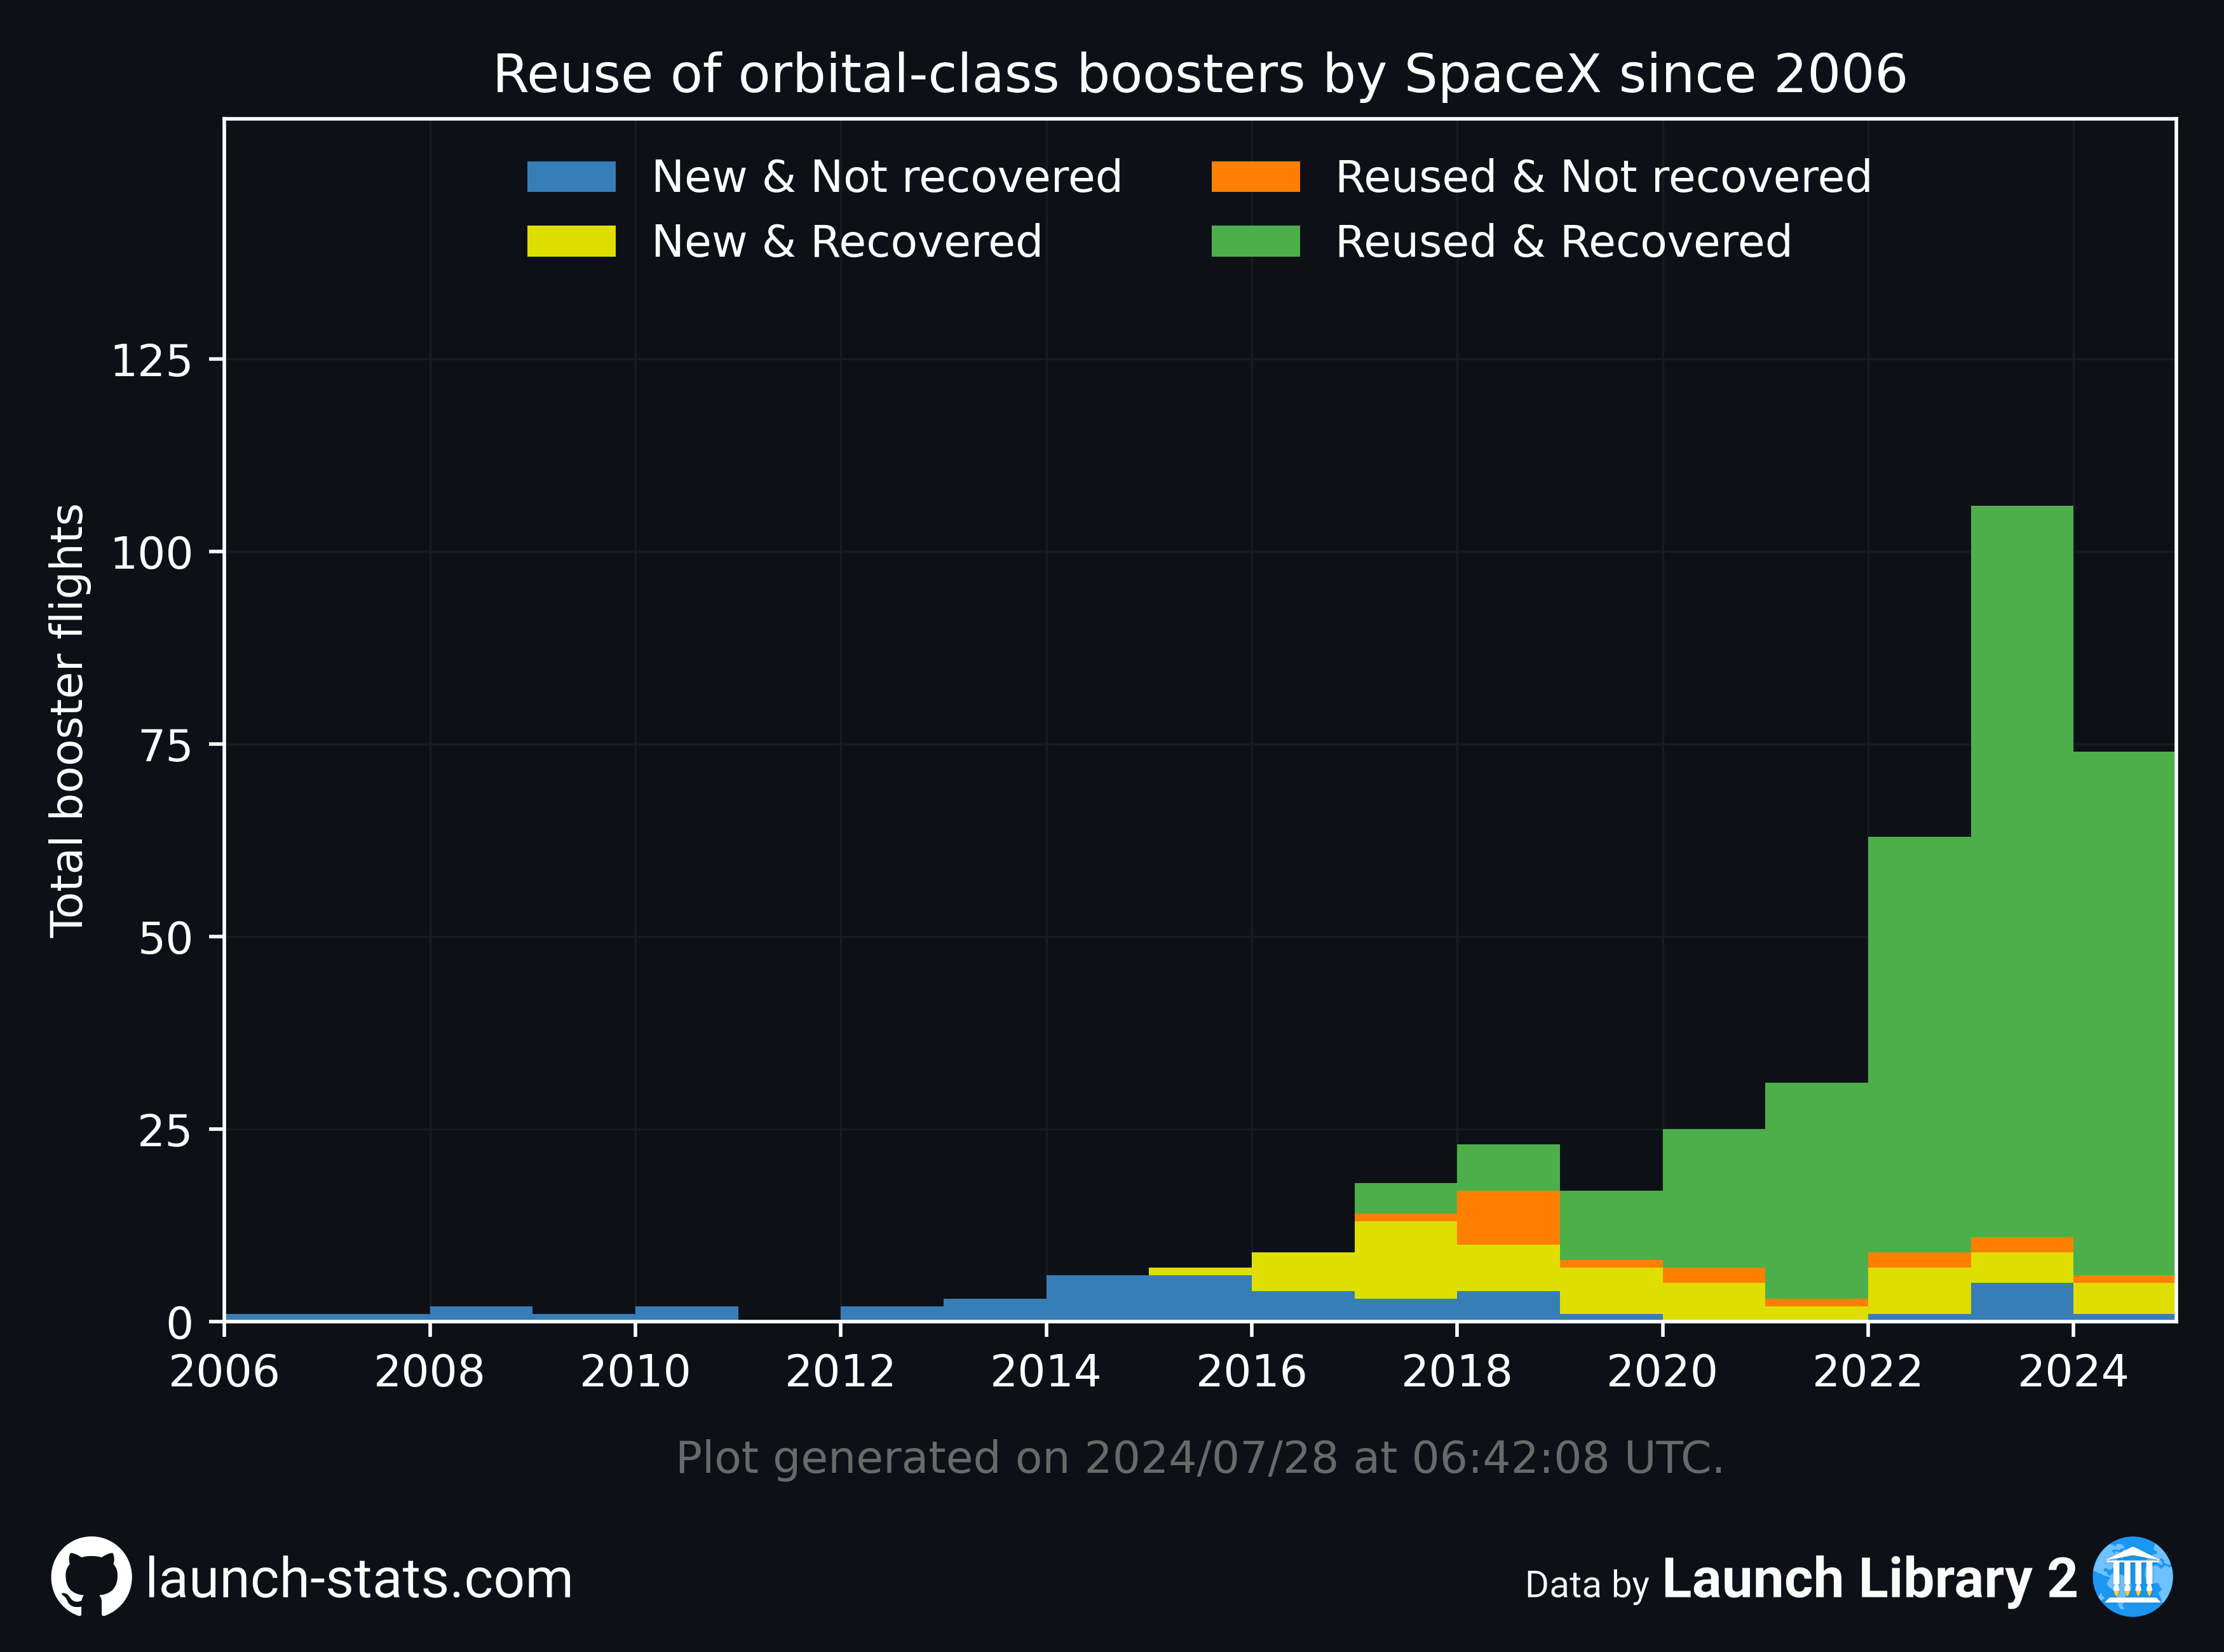 Reuse of orbital-class boosters by SpaceX since 2006
New & Not recovered
New & Recovered
Reused & Not recovered
Reused & Recovered
Total booster flights
125
100
75
50
25
0
2006 2008 2010 2012 2014 2016 2018 2020 2022 2024
Plot generated on 2024/07/28 at 06:42:08 UTC.
launch-stats.com
Data by Launch Library 2